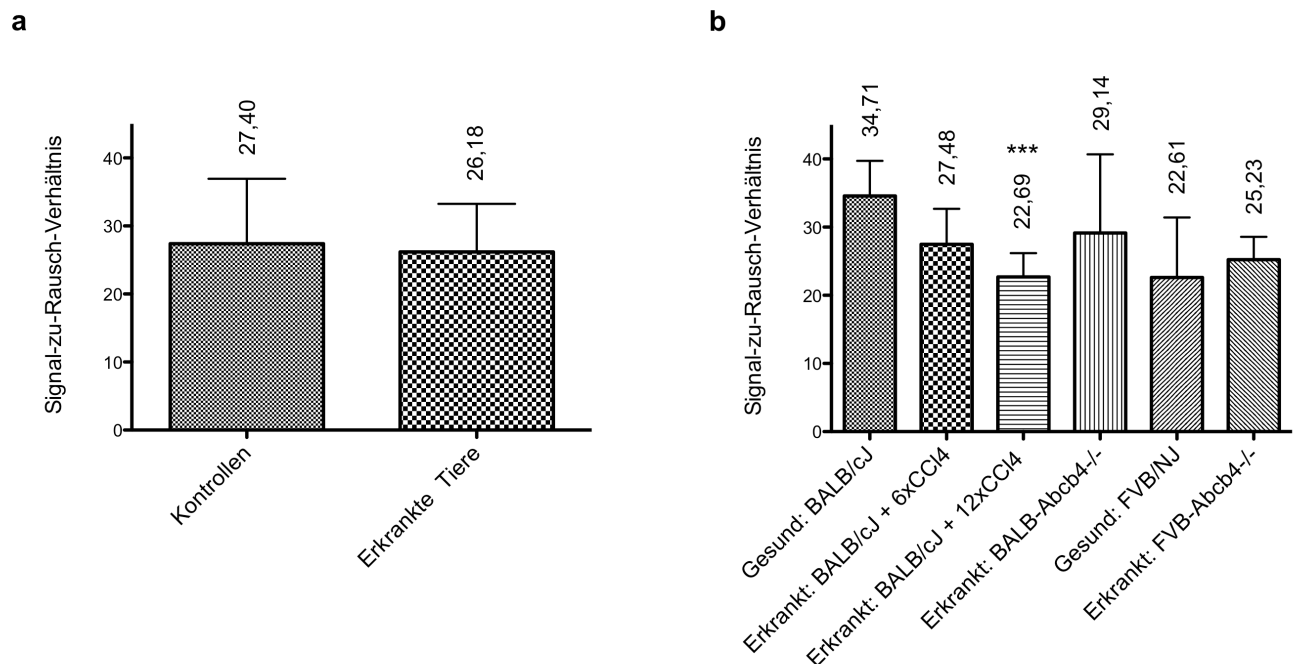 a
Signal-zu-Rausch-Verhältnis
40
30
20
10
0
27,40
26,18
Kontrollen
Erkrankte Tiere
b
Signal-zu-Rausch-Verhältnis
40
30
20
10
0
34,71
27,48
***
22,69
29,14
22,61
25,23
Gesund: BALB/cJ
Erkrankt: BALB/cJ + 6xCCl4
Erkrankt: BALB/cJ + 12xCCl4
Erkrankt: BALB-Abcb4-/-
Gesund: FVB/NJ
Erkrankt: FVB-Abcb4-/-